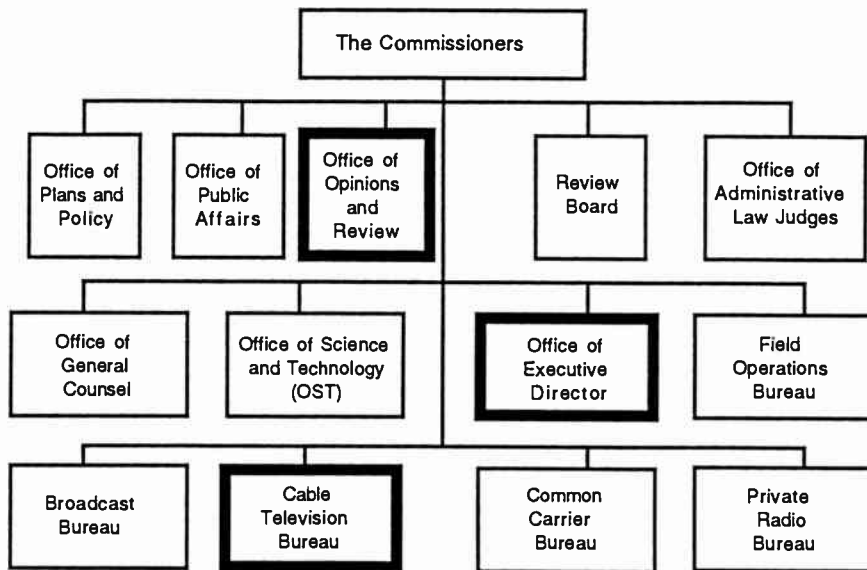 The Commissioners
Office of
Plans and
Policy
Office of
Public
Affairs
Office of
Opinions
and
Review
Review
Board
Office of
Administrative
Law Judges
Office of
General
Counsel
Office of Science
and Technology
(OST)
Office of
Executive
Director
Field
Operations
Bureau
Broadcast
Bureau
Cable
Television
Bureau
Common
Carrier
Bureau
Private
Radio
Bureau